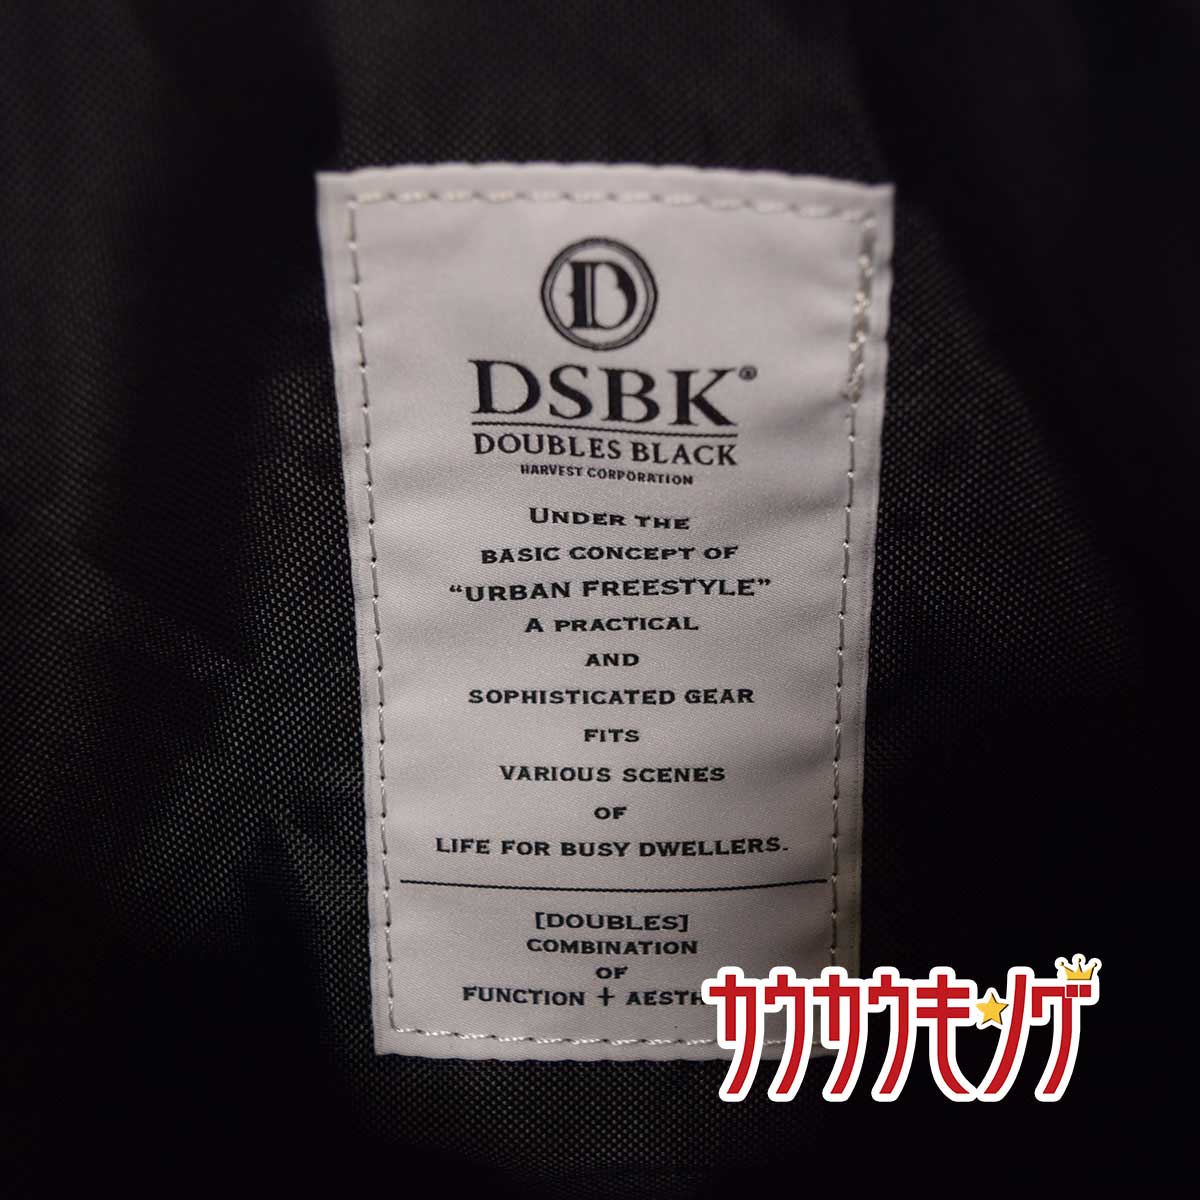 D
DSBK®
DOUBLES BLACK
HARVEST CORPORATION
UNDER THE
BASIC CONCEPT OF
“URBAN FREESTYLE”
A PRACTICAL
AND
SOPHISTICATED GEAR
FITS
VARIOUS SCENES
OF
LIFE FOR BUSY DWELLERS.
[DOUBLES]
COMBINATION
OF
FUNCTION +
カウカウキング